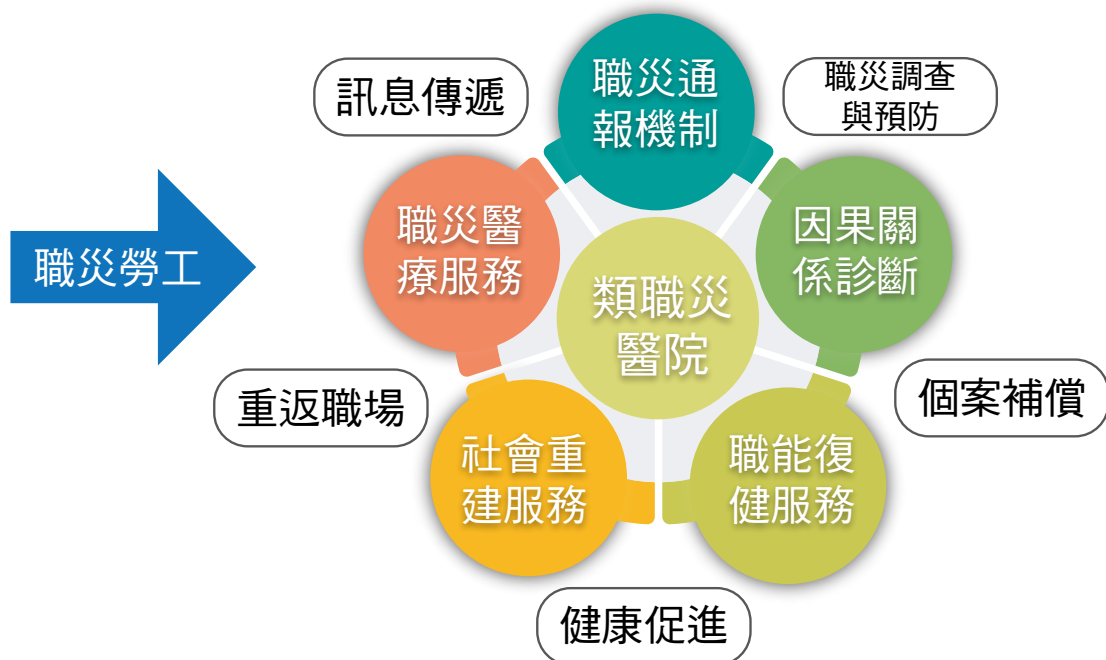 職災通
報機制
訊息傳遞
職災調查
與預防
職災醫
療服務
因果關
係診斷
職災勞工
類職災
醫院
重返職場
個案補償
社會重
建服務
職能復
健服務
健康促進